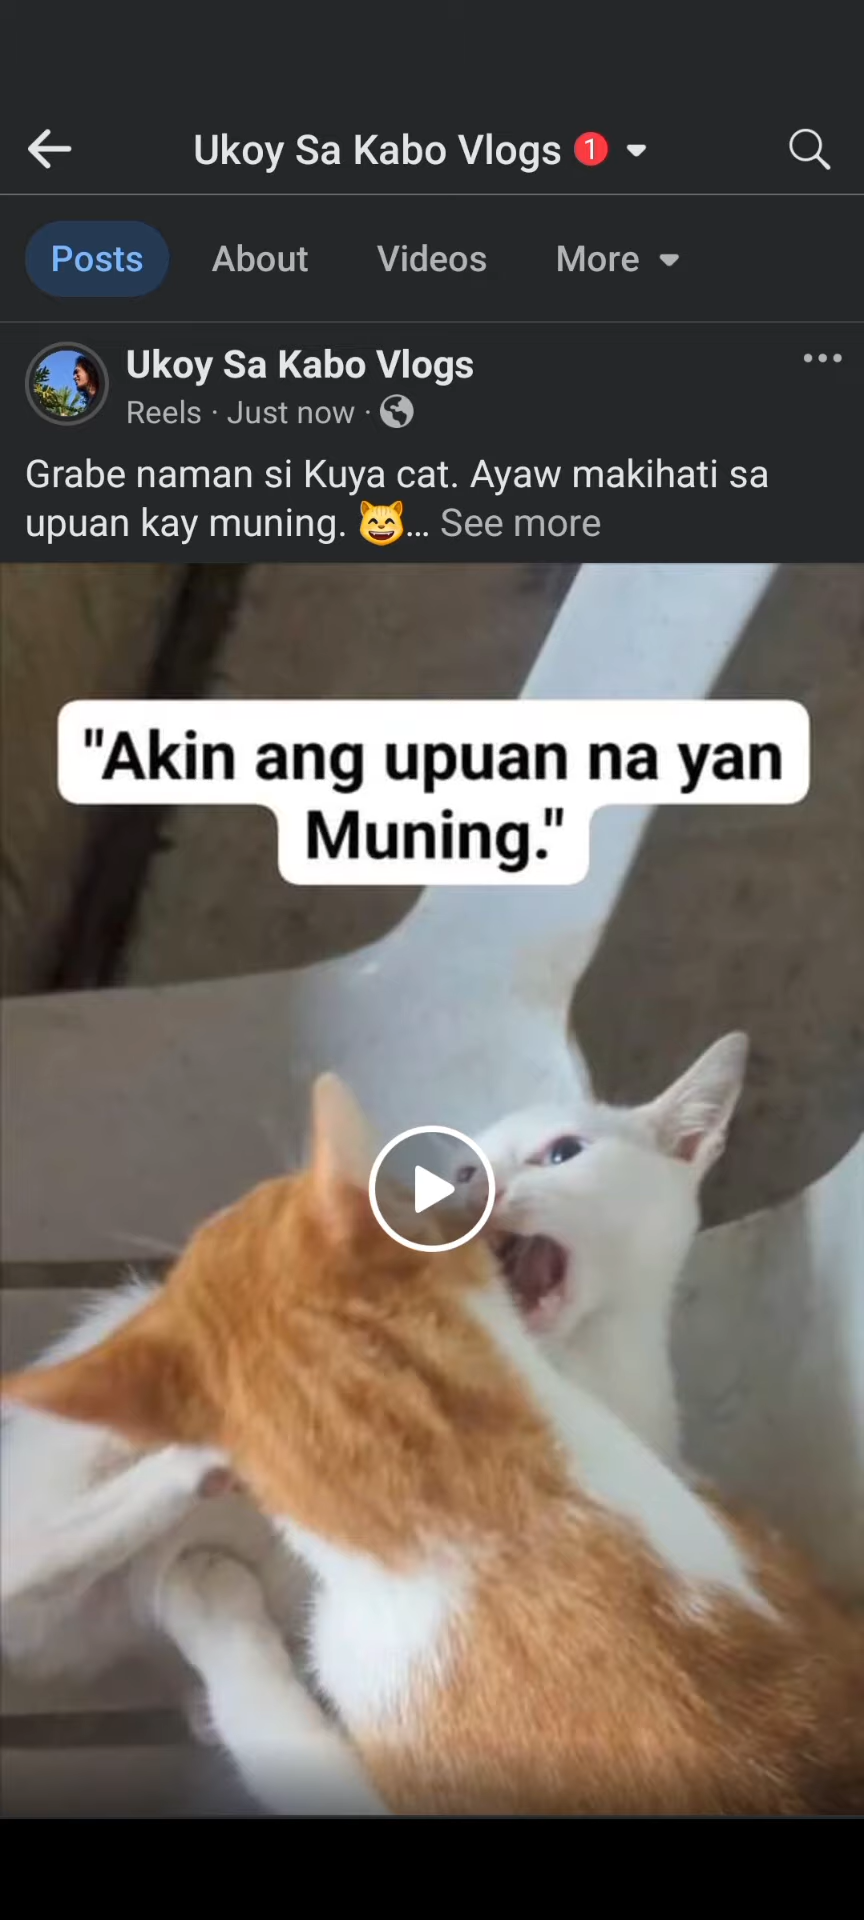 Ukoy Sa Kabo Vlogs 1
Posts About Videos More
Ukoy Sa Kabo Vlogs
Reels · Just now ·
Grabe naman si Kuya cat. Ayaw makihati sa
upuan kay muning. 😸... See more
"Akin ang upuan na yan
Muning."